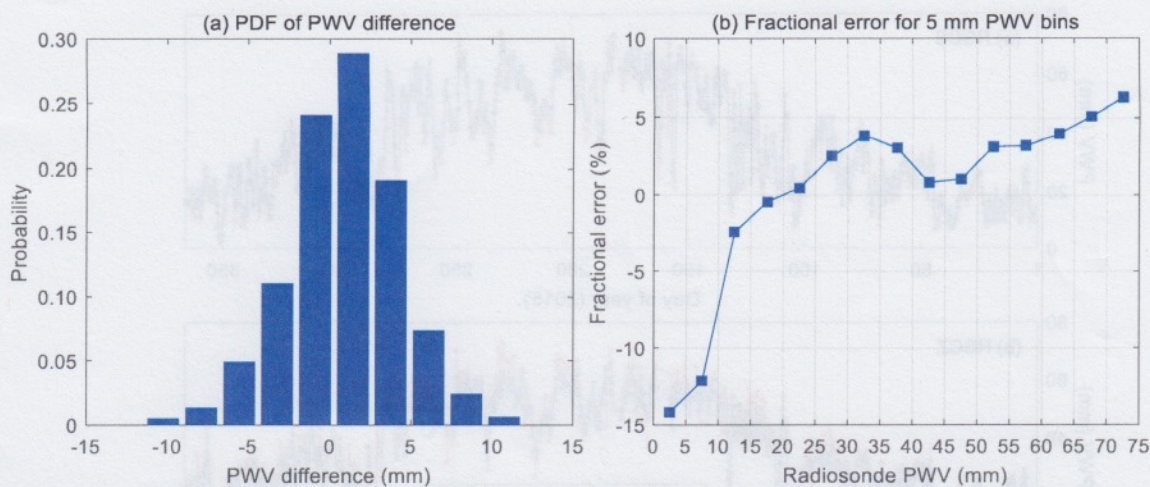 (a) PDF of PWV difference
0.30
0.25
0.20
0.15
0.10
0.05
0
Probability
-15
-10
-5
0
5
10
15
PWV difference (mm)
(b) Fractional error for 5 mm PWV bins
10
5
0
-5
-10
-15
Fractional error (%)
0 5 10 15 20 25 30 35 40 45 50 55 60 65 70 75
Radiosonde PWV (mm)